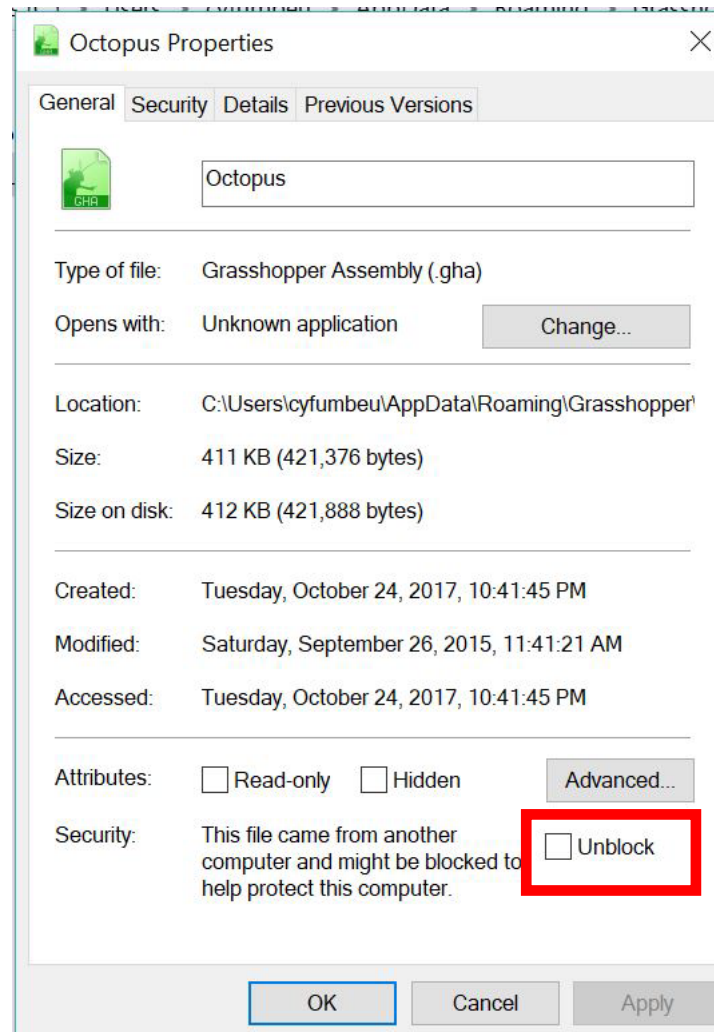 Octopus Properties
General Security Details Previous Versions
GHA
Octopus
Type of file: Grasshopper Assembly (.gha)
Opens with: Unknown application Change...
Location: C:\Users\cyfumbeu\AppData\Roaming\Grasshopper\
Size: 411 KB (421,376 bytes)
Size on disk: 412 KB (421,888 bytes)
Created: Tuesday, October 24, 2017, 10:41:45 PM
Modified: Saturday, September 26, 2015, 11:41:21 AM
Accessed: Tuesday, October 24, 2017, 10:41:45 PM
Attributes: Read-only Hidden Advanced...
Security: This file came from another Unblock
computer and might be blocked to
help protect this computer.
OK Cancel Apply